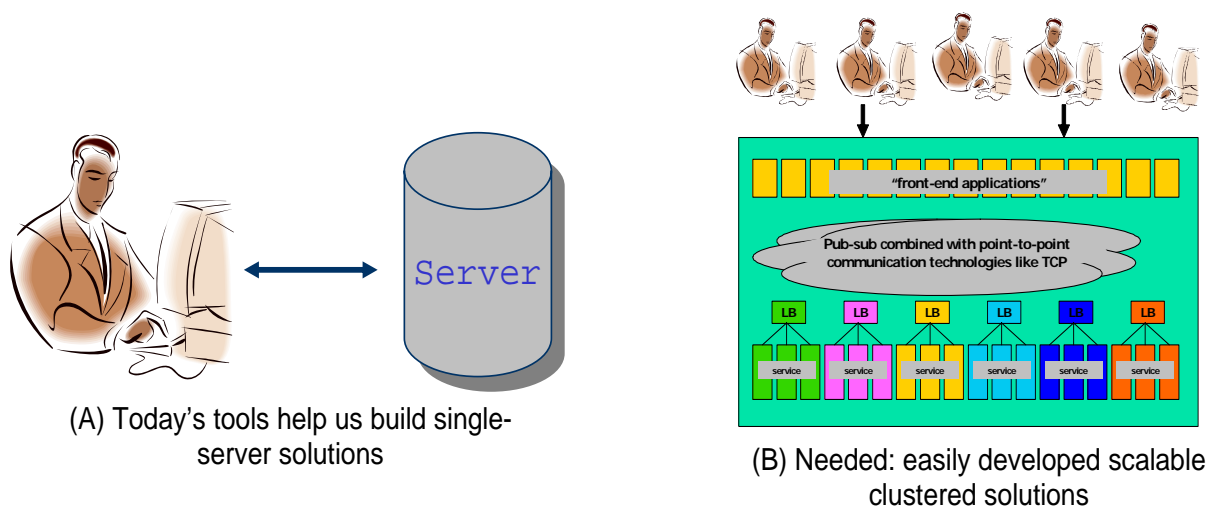 Server
(A) Today's tools help us build single-
server solutions
"front-end applications"
Pub-sub combined with point-to-point
communication technologies like TCP
LB LB LB LB LB LB
service service service service service service
(B) Needed: easily developed scalable
clustered solutions